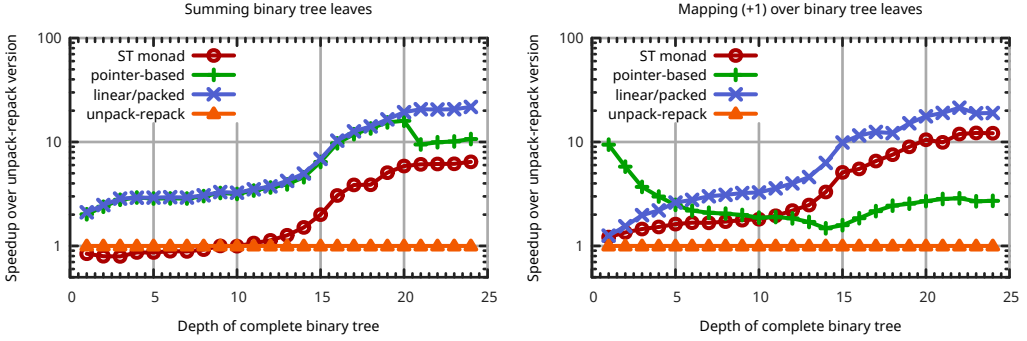 Summing binary tree leaves
Speedup over unpack-repack version
100
10
1
ST monad
pointer-based
linear/packed
unpack-repack
0 5 10 15 20 25
Depth of complete binary tree
Mapping (+1) over binary tree leaves
Speedup over unpack-repack version
100
10
1
ST monad
pointer-based
linear/packed
unpack-repack
0 5 10 15 20 25
Depth of complete binary tree